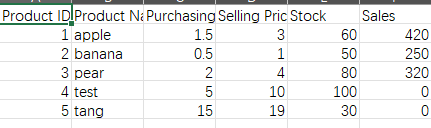 Product ID Product Na Purchasing Selling Pric Stock Sales
1 apple 1.5 3 60 420
2 banana 0.5 1 50 250
3 pear 2 4 80 320
4 test 5 10 100 0
5 tang 15 19 30 0